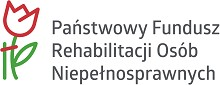 Państwowy Fundusz
Rehabilitacji Osób
Niepełnosprawnych